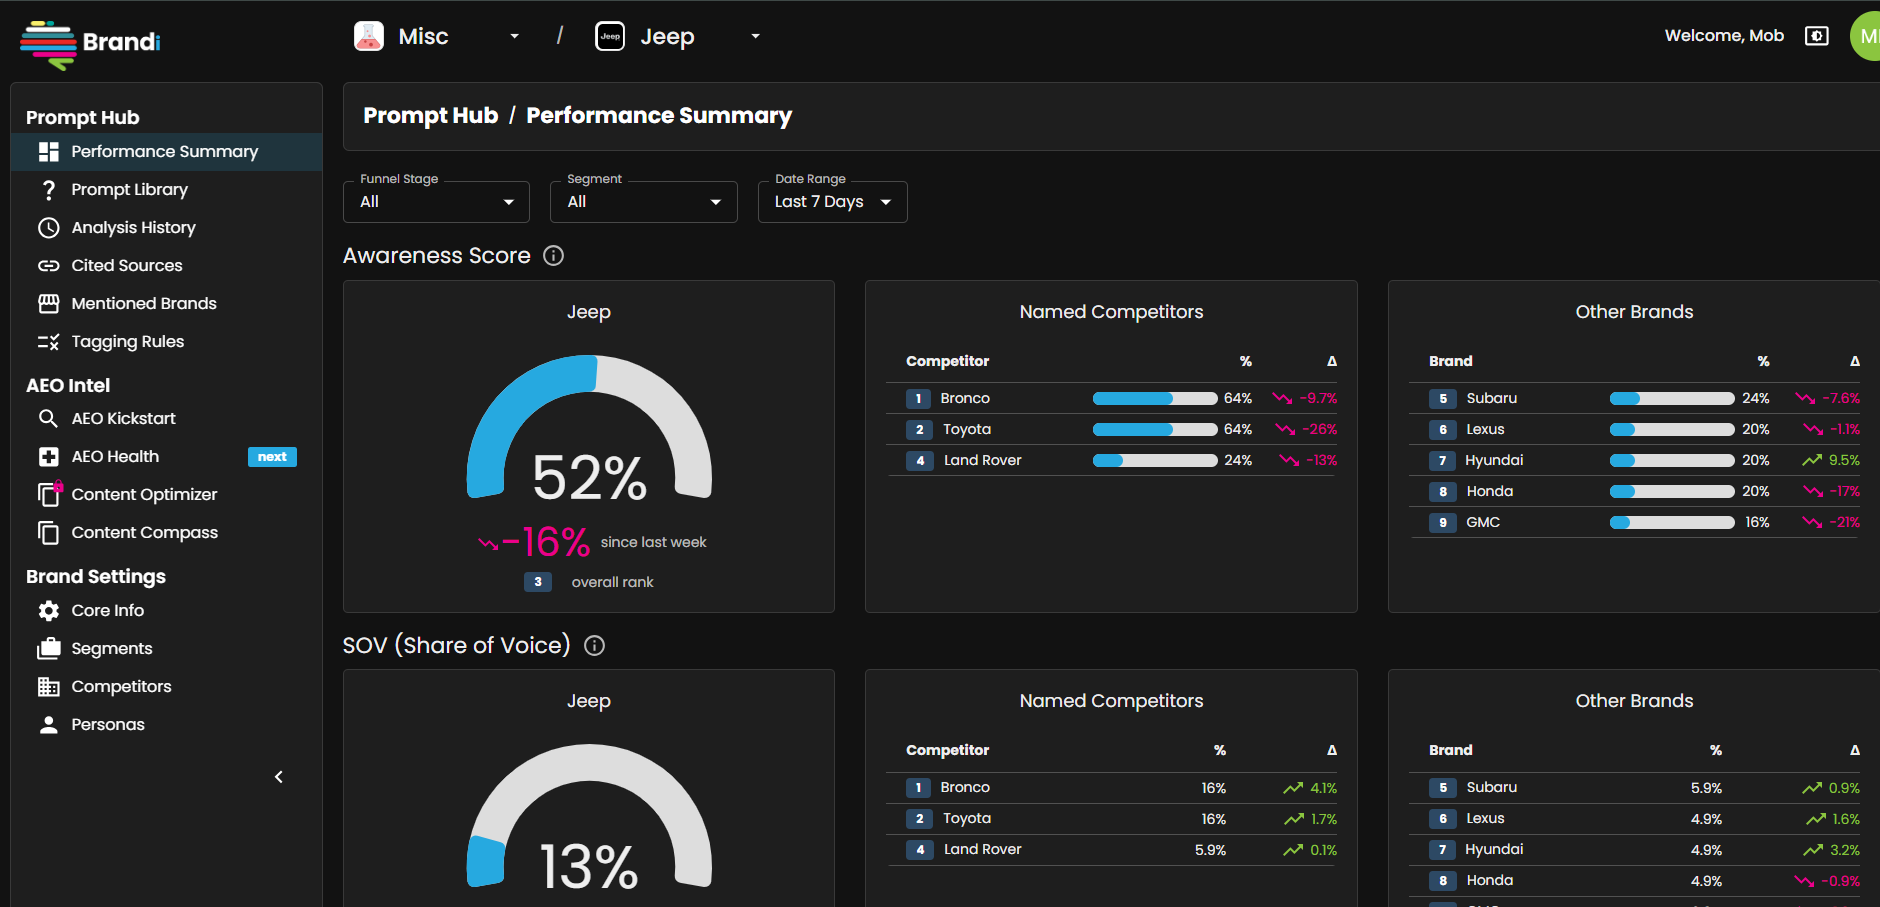 Brandi
Misc / Jeep Jeep
Welcome, Mob
Prompt Hub
Performance Summary
Prompt Library
Analysis History
Cited Sources
Mentioned Brands
Tagging Rules
AEO Intel
AEO Kickstart
AEO Health next
Content Optimizer
Content Compass
Brand Settings
Core Info
Segments
Competitors
Personas
Prompt Hub / Performance Summary
Funnel Stage
All
Segment
All
Date Range
Last 7 Days
Awareness Score
Jeep
52%
-16% since last week
3 overall rank
Named Competitors
Competitor % Δ
1 Bronco 64% -9.7%
2 Toyota 64% -26%
4 Land Rover 24% -13%
Other Brands
Brand % Δ
5 Subaru 24% -7.6%
6 Lexus 20% -1.1%
7 Hyundai 20% 9.5%
8 Honda 20% -17%
9 GMC 16% -21%
SOV (Share of Voice)
Jeep
13%
Named Competitors
Competitor % Δ
1 Bronco 16% 4.1%
2 Toyota 16% 1.7%
4 Land Rover 5.9% 0.1%
Other Brands
Brand % Δ
5 Subaru 5.9% 0.9%
6 Lexus 4.9% 1.6%
7 Hyundai 4.9% 3.2%
8 Honda 4.9% -0.9%